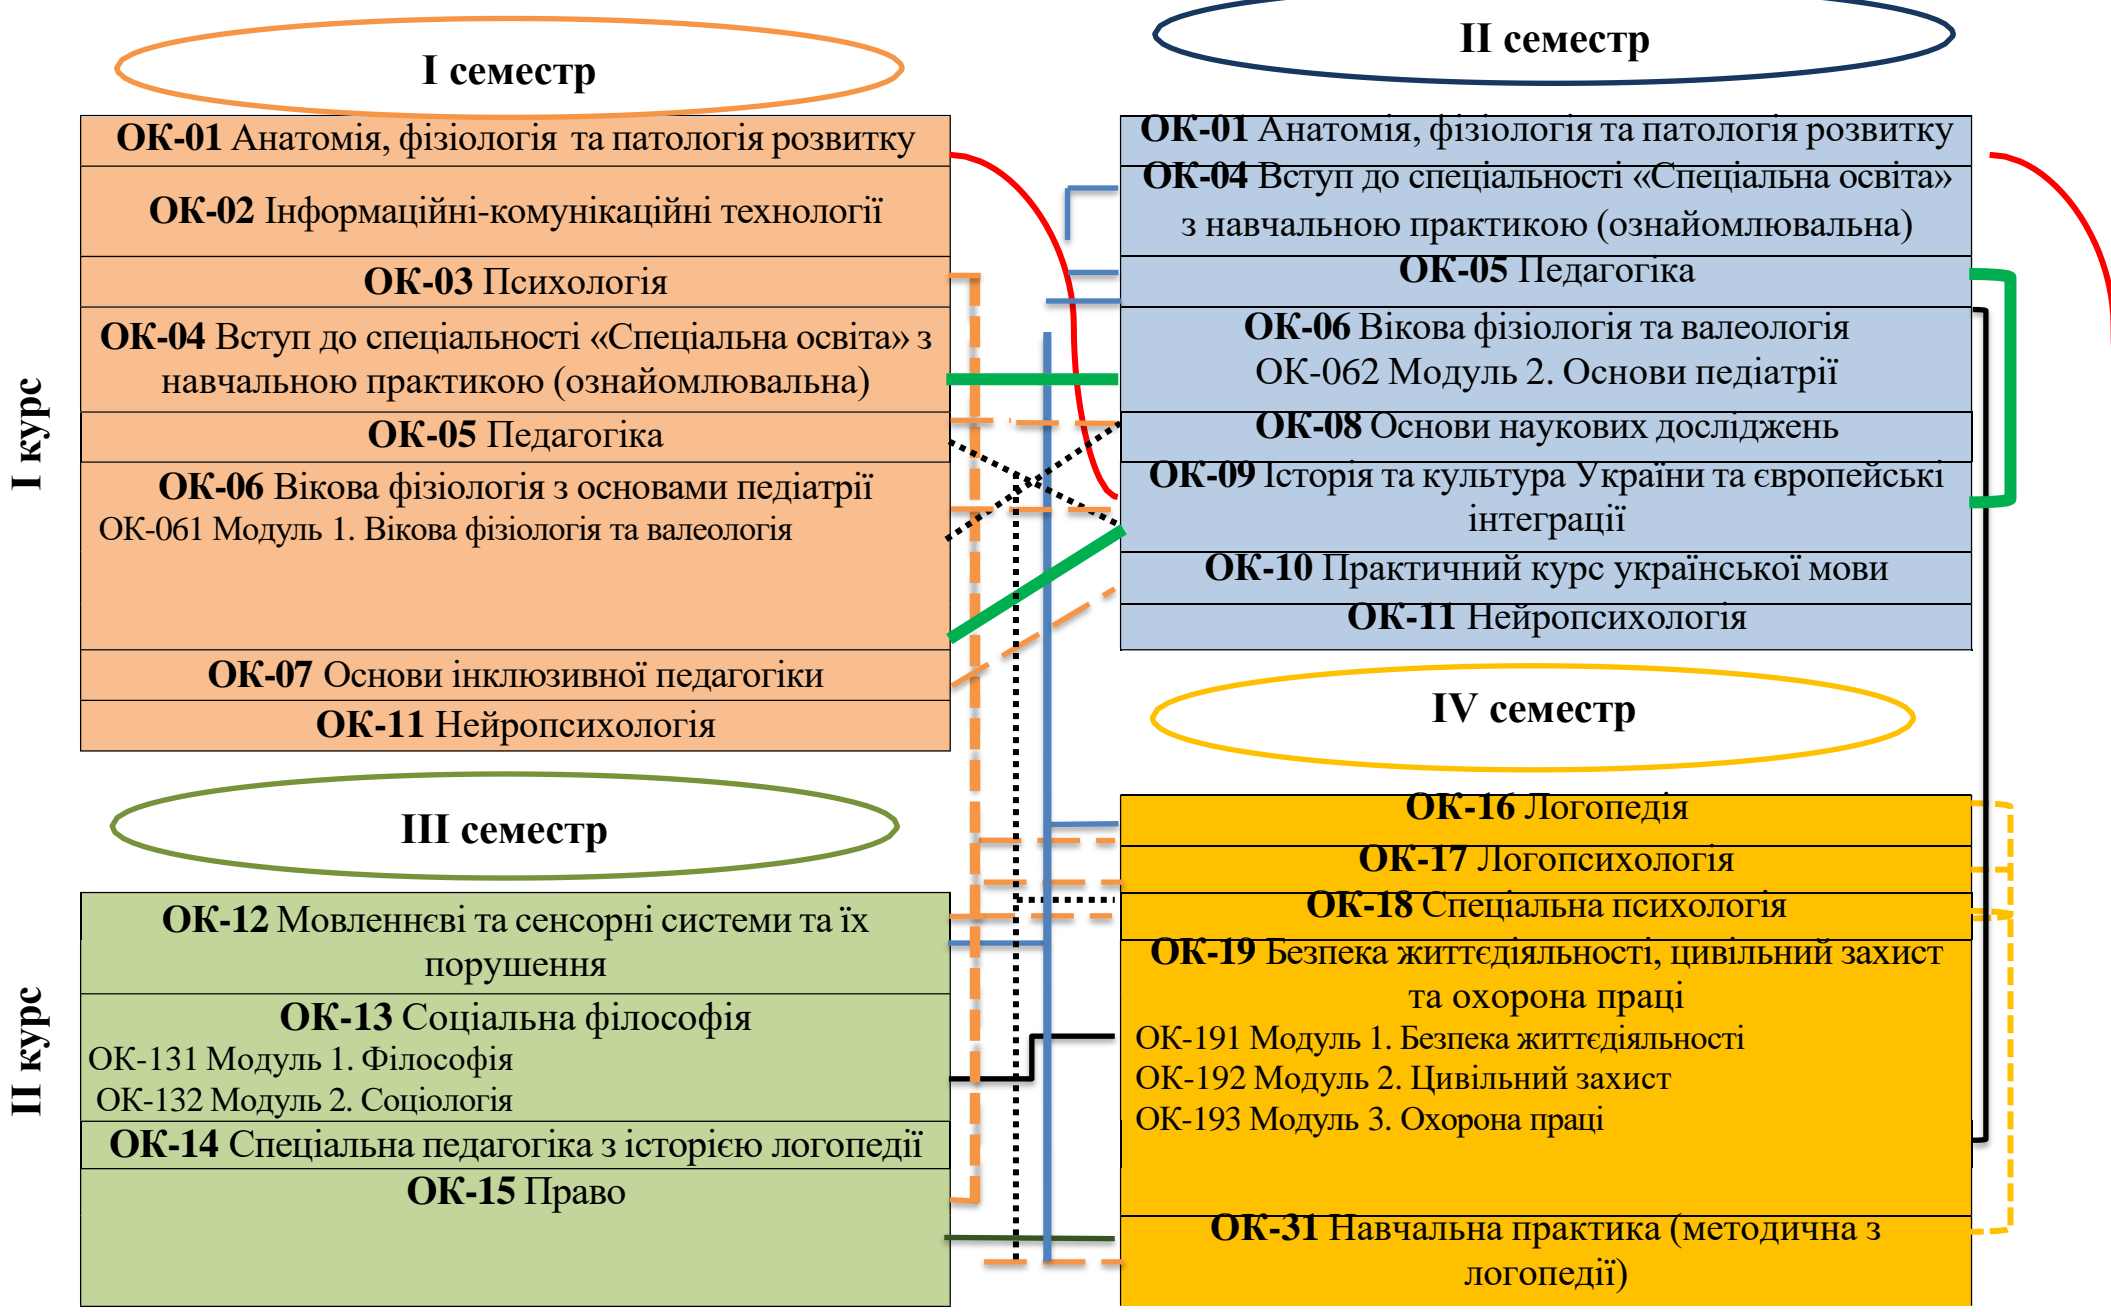 I семестр
ОК-01 Анатомія, фізіологія та патологія розвитку
ОК-02 Інформаційні-комунікаційні технології
ОК-03 Психологія
ОК-04 Вступ до спеціальності «Спеціальна освіта» з
навчальною практикою (ознайомлювальна)
ОК-05 Педагогіка
ОК-06 Вікова фізіологія з основами педіатрії
ОК-061 Модуль 1. Вікова фізіологія та валеологія
ОК-07 Основи інклюзивної педагогіки
ОК-11 Нейропсихологія
I курс
II семестр
ОК-01 Анатомія, фізіологія та патологія розвитку
ОК-04 Вступ до спеціальності «Спеціальна освіта»
з навчальною практикою (ознайомлювальна)
ОК-05 Педагогіка
ОК-06 Вікова фізіологія та валеологія
ОК-062 Модуль 2. Основи педіатрії
ОК-08 Основи наукових досліджень
ОК-09 Історія та культура України та європейські
інтеграції
ОК-10 Практичний курс української мови
ОК-11 Нейропсихологія
III семестр
ОК-12 Мовленнєві та сенсорні системи та їх
порушення
ОК-13 Соціальна філософія
ОК-131 Модуль 1. Філософія
ОК-132 Модуль 2. Соціологія
ОК-14 Спеціальна педагогіка з історією логопедії
ОК-15 Право
II курс
IV семестр
ОК-16 Логопедія
ОК-17 Логопсихологія
ОК-18 Спеціальна психологія
ОК-19 Безпека життєдіяльності, цивільний захист
та охорона праці
ОК-191 Модуль 1. Безпека життєдіяльності
ОК-192 Модуль 2. Цивільний захист
ОК-193 Модуль 3. Охорона праці
ОК-31 Навчальна практика (методична з
логопедії)